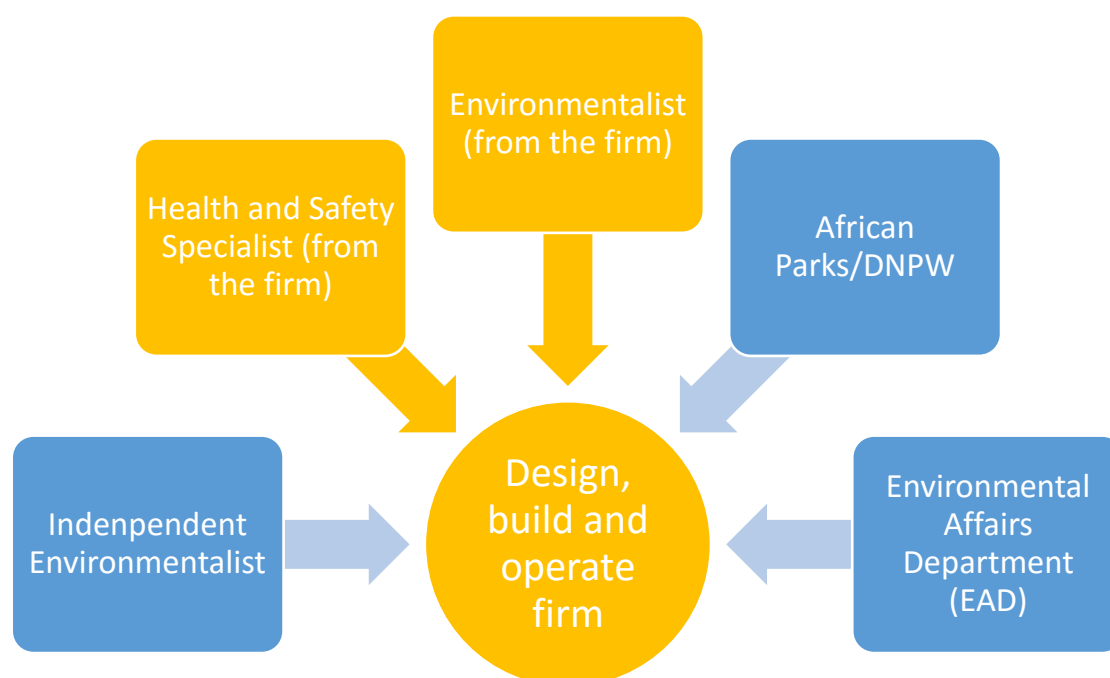 Environmentalist
(from the firm)
Health and Safety
Specialist (from
the firm)
African
Parks/DNPW
Indenpendent
Environmentalist
Design,
build and
operate
firm
Environmental
Affairs
Department
(EAD)